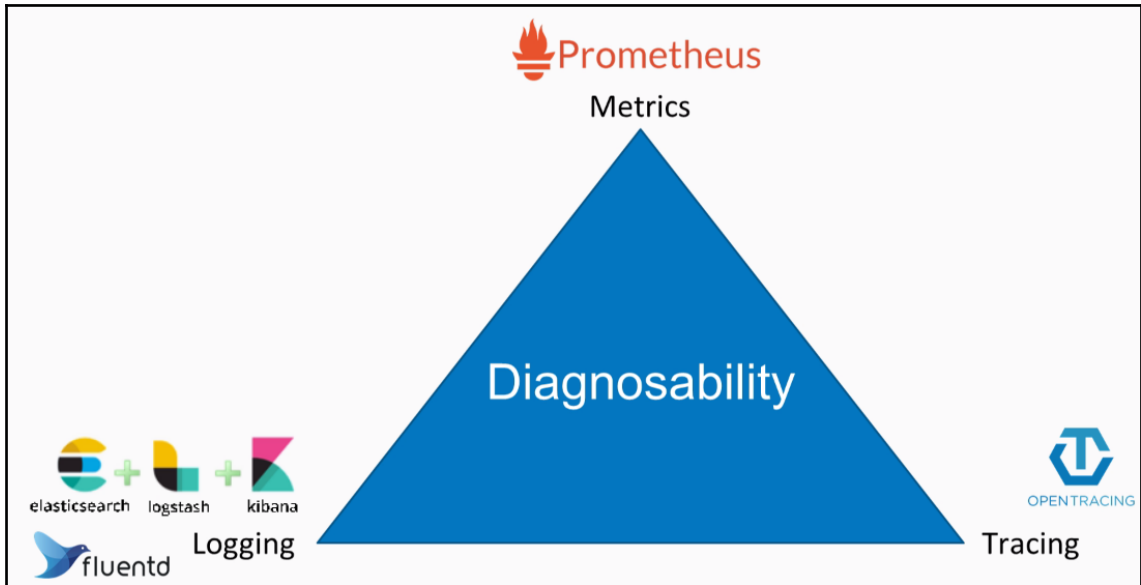 Prometheus
Metrics
Diagnosability
elasticsearch logstash kibana
OPENTRACING
fluentd
Logging
Tracing